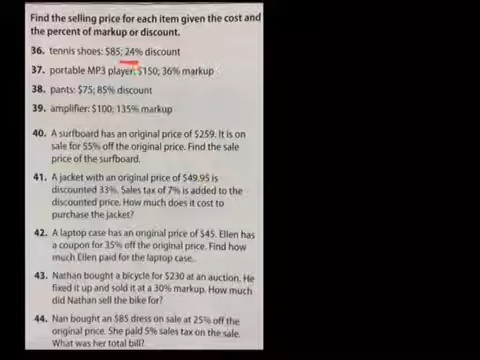 Find the selling price for each item given the cost and
the percent of markup or discount.
36. tennis shoes: $85; 24% discount
37. portable MP3 player: $150; 36% markup
38. pants: $75; 85% discount
39. amplifier: $100; 135% markup
40. A surfboard has an original price of $259. It is on
sale for 55% off the original price. Find the sale
price of the surfboard.
41. A jacket with an original price of $49.95 is
discounted 33%. Sales tax of 7% is added to the
discounted price. How much does it cost to
purchase the jacket?
42. A laptop case has an original price of $45. Ellen has
a coupon for 35% off the original price. Find how
much Ellen paid for the laptop case.
43. Nathan bought a bicycle for $230 at an auction. He
fixed it up and sold it at a 30% markup. How much
did Nathan sell the bike for?
44. Nan bought an $85 dress on sale at 25% off the
original price. She paid 5% sales tax on the sale.
What was her total bill?